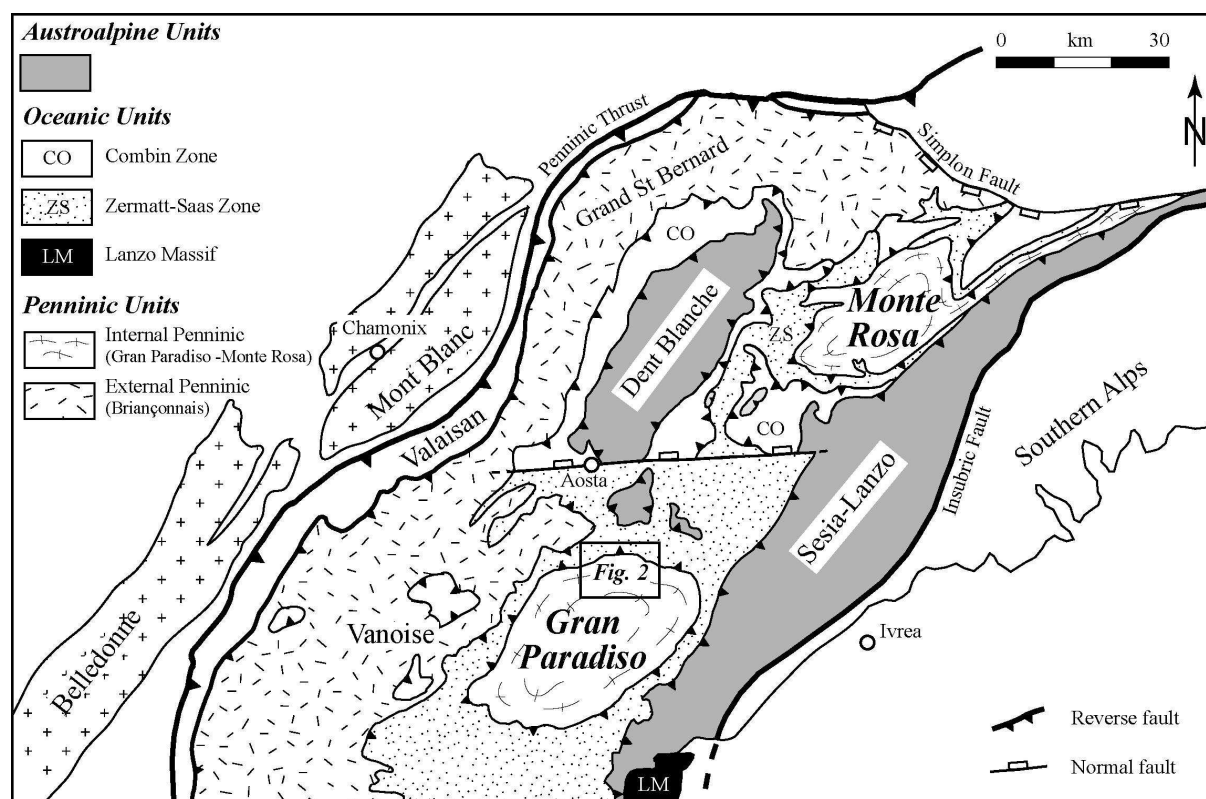 Austroalpine Units
Oceanic Units
CO Combin Zone
ZS Zermatt-Saas Zone
LM Lanzo Massif
Penninic Units
Internal Penninic
(Gran Paradiso -Monte Rosa)
External Penninic
(Briançonnais)
0 km 30
N
Penninic Thrust
Grand St Bernard
Simplon Fault
CO
Dent Blanche
Monte
Rosa
ZS
Chamonix
Mont Blanc
Valaisan
CO
Aosta
Southern Alps
Insubric Fault
Sesia-Lanzo
Fig. 2
Gran
Paradiso
Vanoise
Belledonne
Ivrea
LM
Reverse fault
Normal fault